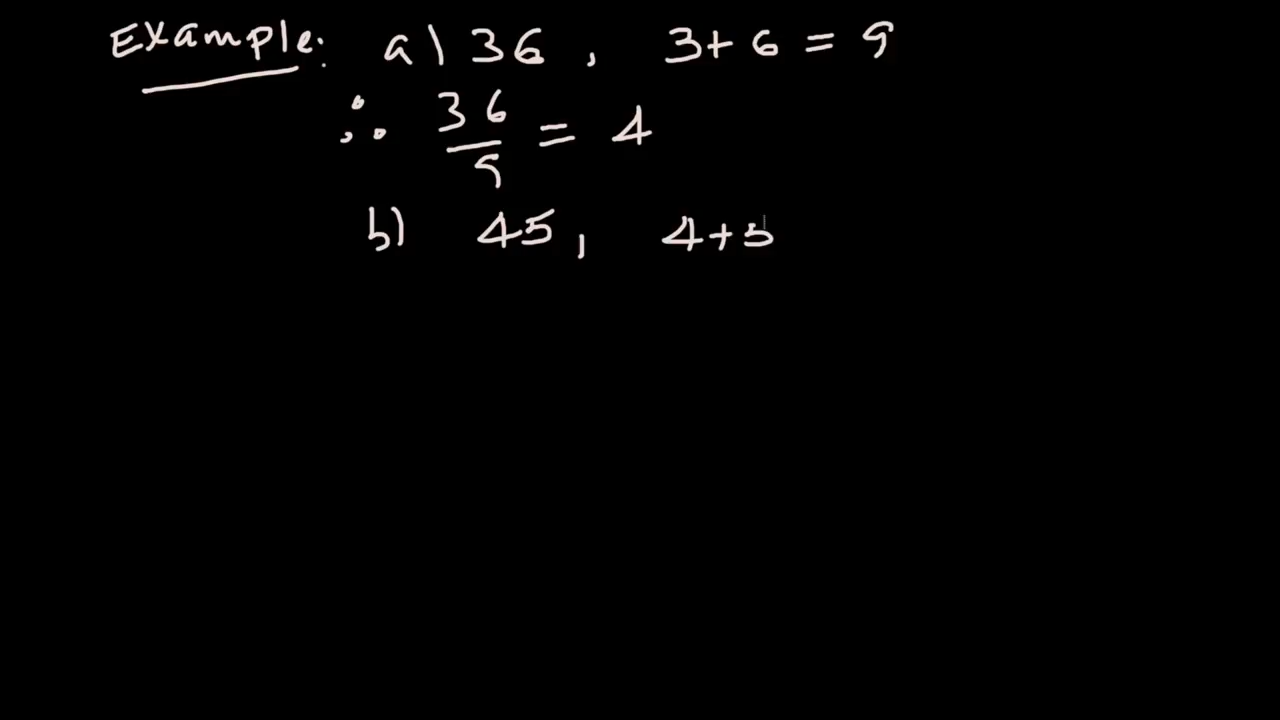 Example: a) 36, 3+6 = 9
∴ 36/9 = 4
b) 45, 4+5